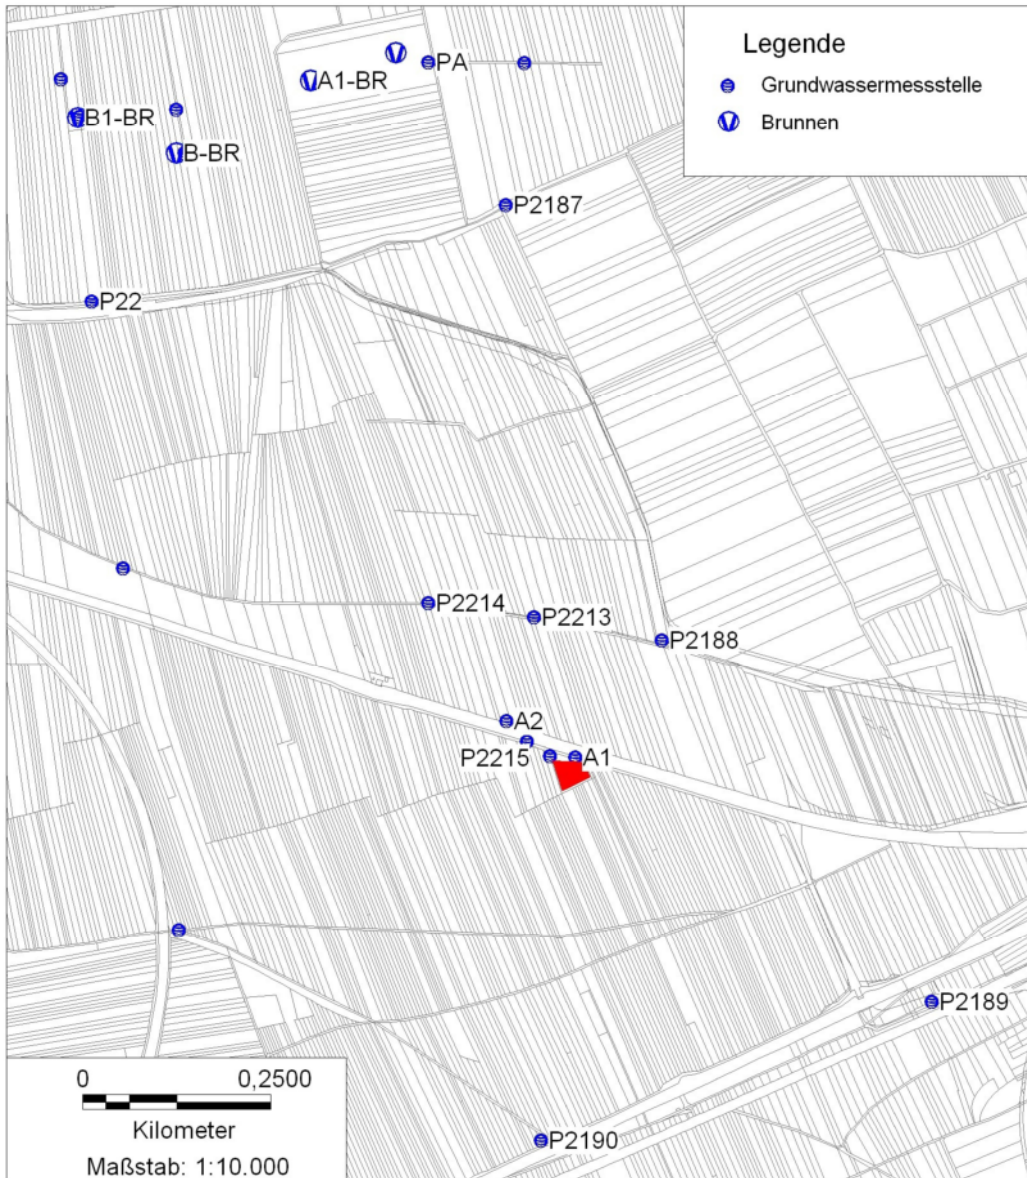 Legende
Grundwassermessstelle
Brunnen
PA
A1-BR
B1-BR
B-BR
P2187
P22
P2214
P2213
P2188
A2
P2215
A1
P2189
P2190
0 0,2500
Kilometer
Maßstab: 1:10.000